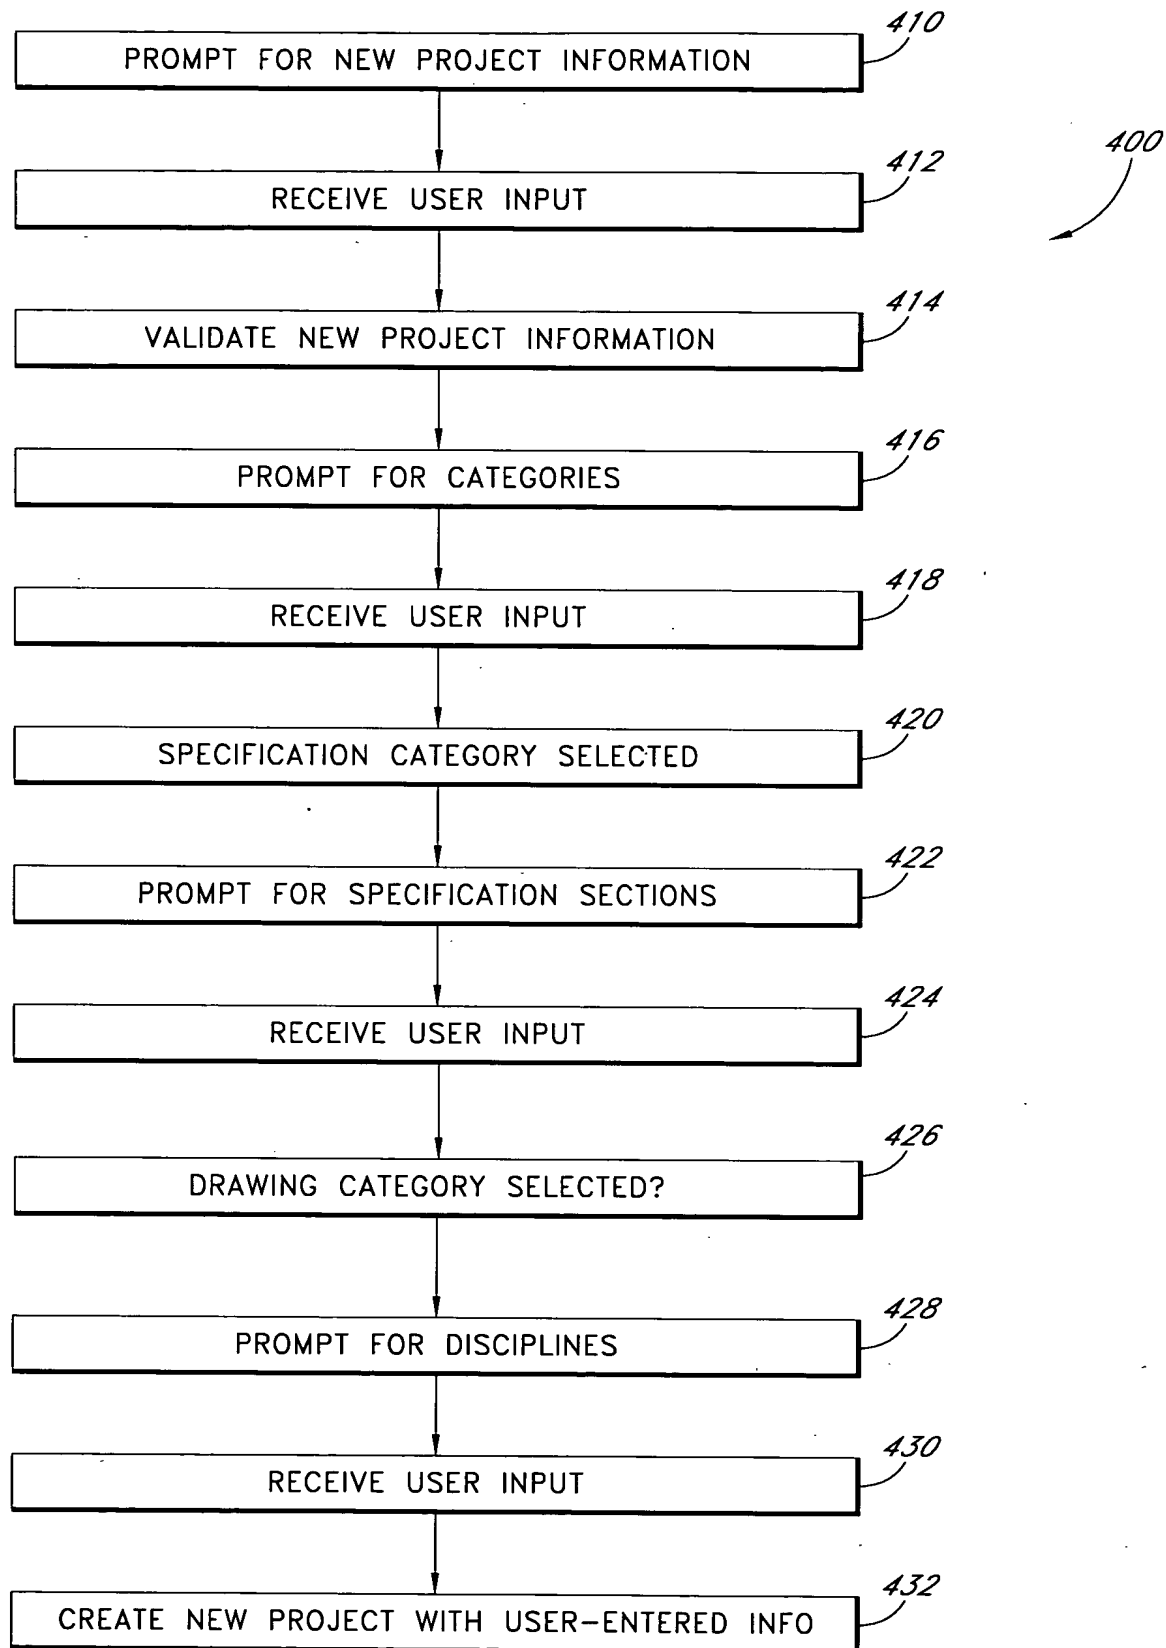 410
PROMPT FOR NEW PROJECT INFORMATION
400
412
RECEIVE USER INPUT
414
VALIDATE NEW PROJECT INFORMATION
416
PROMPT FOR CATEGORIES
418
RECEIVE USER INPUT
420
SPECIFICATION CATEGORY SELECTED
422
PROMPT FOR SPECIFICATION SECTIONS
424
RECEIVE USER INPUT
426
DRAWING CATEGORY SELECTED?
428
PROMPT FOR DISCIPLINES
430
RECEIVE USER INPUT
432
CREATE NEW PROJECT WITH USER-ENTERED INFO